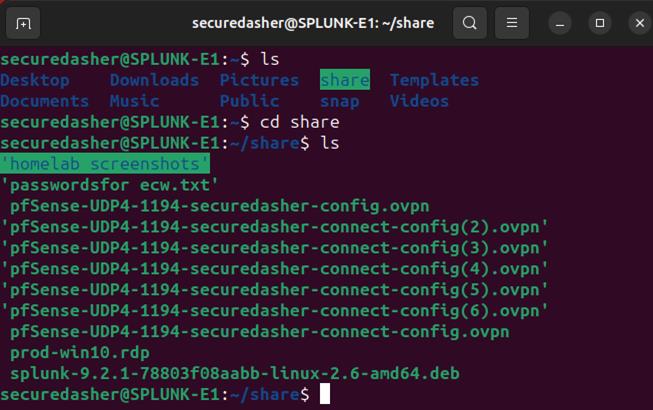 securedasher@SPLUNK-E1: ~/share
securedasher@SPLUNK-E1:~$ ls
Desktop Downloads Pictures share Templates
Documents Music Public snap Videos
securedasher@SPLUNK-E1:~$ cd share
securedasher@SPLUNK-E1:~/share$ ls
'homelab screenshots'
'passwordsfor ecw.txt'
pfSense-UDP4-1194-securedasher-config.ovpn
'pfSense-UDP4-1194-securedasher-connect-config(2).ovpn'
'pfSense-UDP4-1194-securedasher-connect-config(3).ovpn'
'pfSense-UDP4-1194-securedasher-connect-config(4).ovpn'
'pfSense-UDP4-1194-securedasher-connect-config(5).ovpn'
'pfSense-UDP4-1194-securedasher-connect-config(6).ovpn'
pfSense-UDP4-1194-securedasher-connect-config.ovpn
prod-win10.rdp
splunk-9.2.1-78803f08aabb-linux-2.6-amd64.deb
securedasher@SPLUNK-E1:~/share$